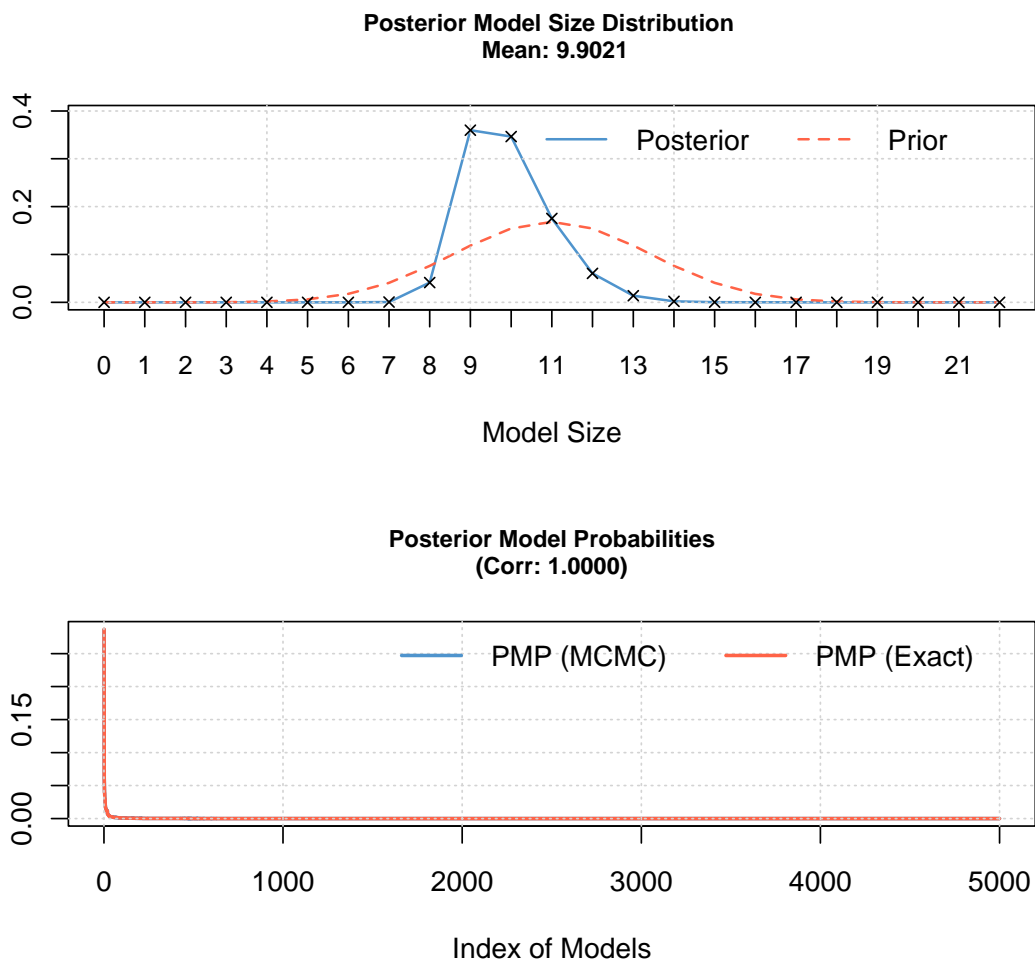 Posterior Model Size Distribution
Mean: 9.9021
0.4
0.2
0.0
Posterior
Prior
0 1 2 3 4 5 6 7 8 9 11 13 15 17 19 21
Model Size
Posterior Model Probabilities
(Corr: 1.0000)
0.15
0.00
PMP (MCMC)
PMP (Exact)
0 1000 2000 3000 4000 5000
Index of Models